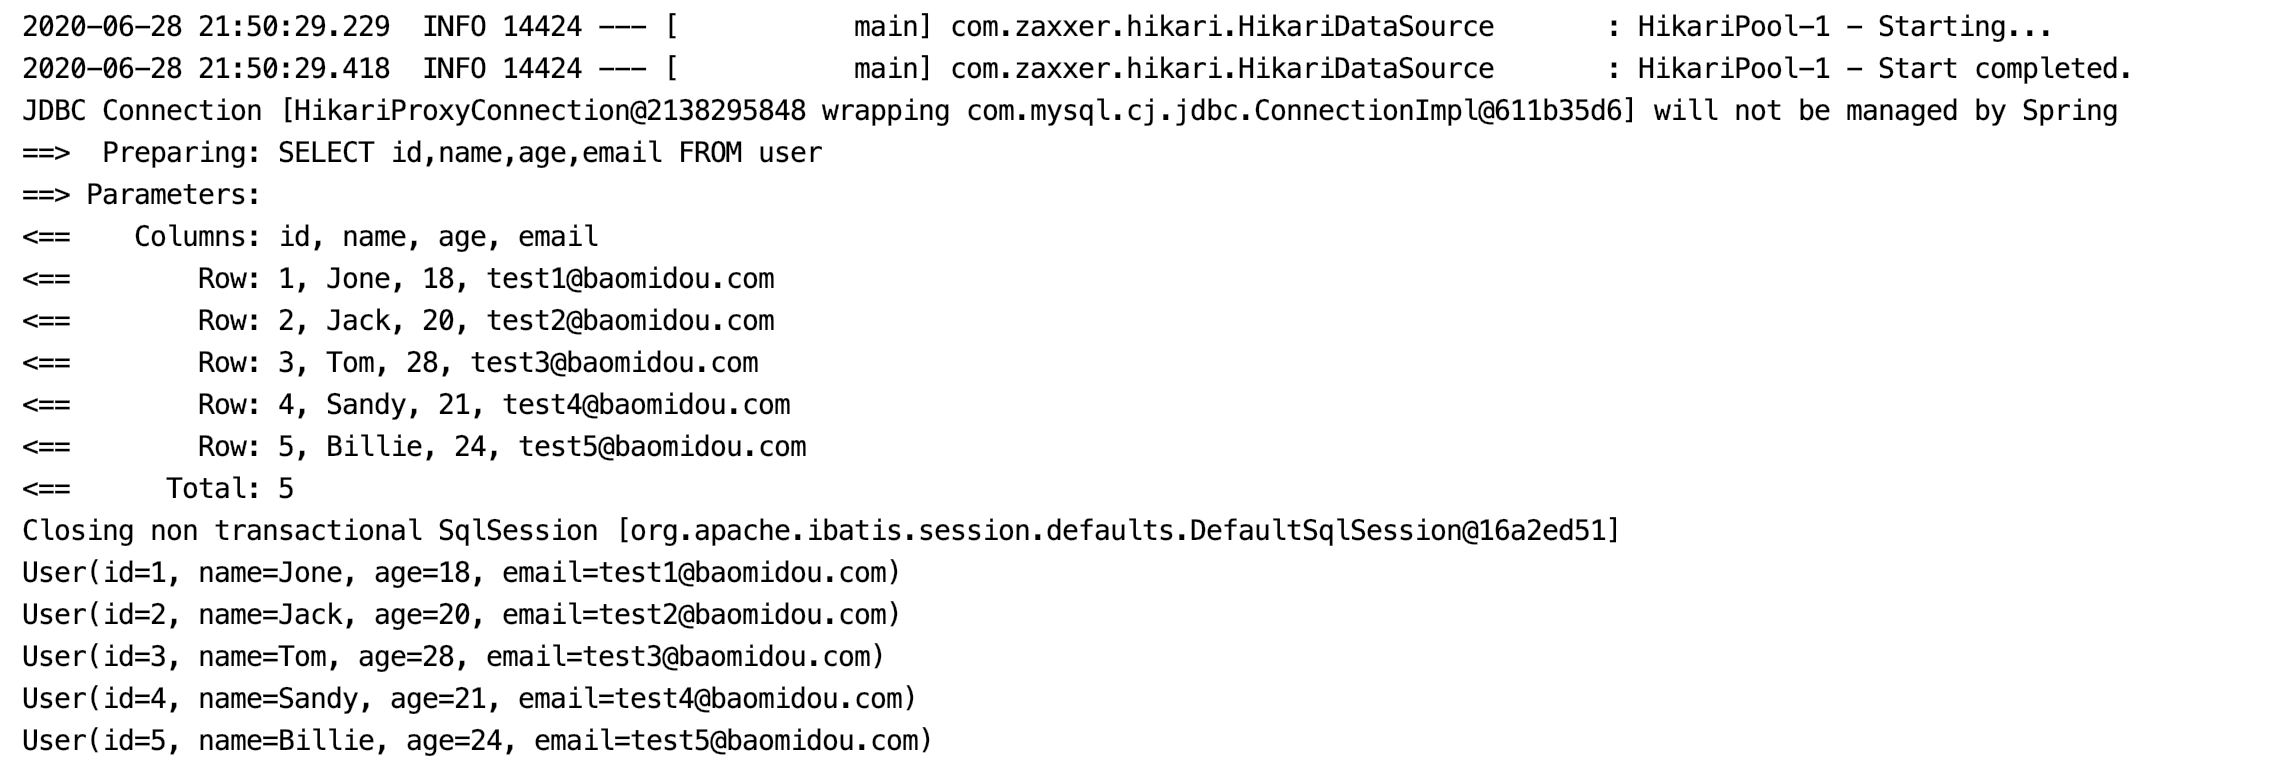 2020-06-28 21:50:29.229  INFO 14424 --- [           main] com.zaxxer.hikari.HikariDataSource       : HikariPool-1 - Starting...
2020-06-28 21:50:29.418  INFO 14424 --- [           main] com.zaxxer.hikari.HikariDataSource       : HikariPool-1 - Start completed.
JDBC Connection [HikariProxyConnection@2138295848 wrapping com.mysql.cj.jdbc.ConnectionImpl@611b35d6] will not be managed by Spring
==>  Preparing: SELECT id,name,age,email FROM user
==> Parameters:
<==    Columns: id, name, age, email
<==        Row: 1, Jone, 18, test1@baomidou.com
<==        Row: 2, Jack, 20, test2@baomidou.com
<==        Row: 3, Tom, 28, test3@baomidou.com
<==        Row: 4, Sandy, 21, test4@baomidou.com
<==        Row: 5, Billie, 24, test5@baomidou.com
<==      Total: 5
Closing non transactional SqlSession [org.apache.ibatis.session.defaults.DefaultSqlSession@16a2ed51]
User(id=1, name=Jone, age=18, email=test1@baomidou.com)
User(id=2, name=Jack, age=20, email=test2@baomidou.com)
User(id=3, name=Tom, age=28, email=test3@baomidou.com)
User(id=4, name=Sandy, age=21, email=test4@baomidou.com)
User(id=5, name=Billie, age=24, email=test5@baomidou.com)